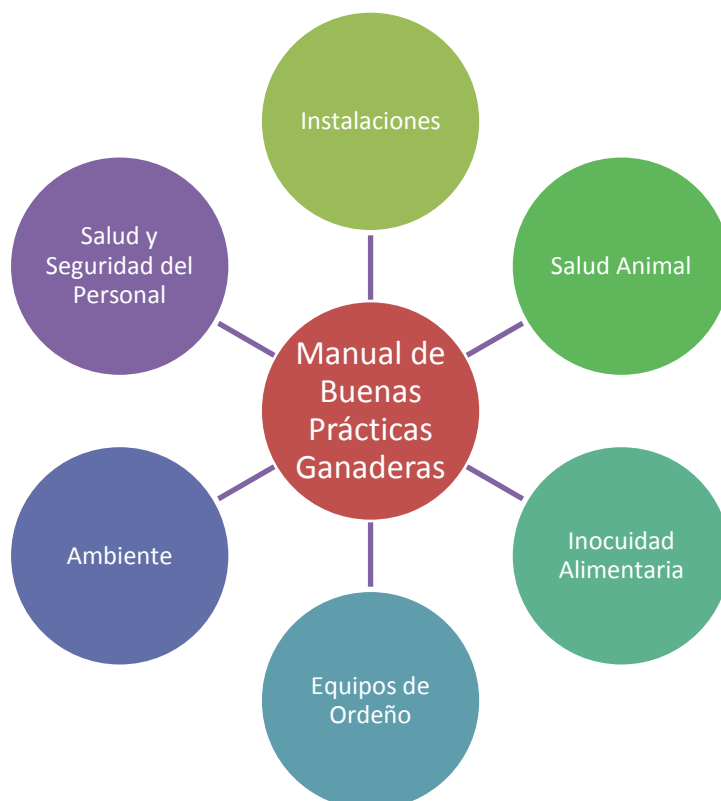 Instalaciones
Salud y
Seguridad del
Personal
Salud Animal
Manual de
Buenas
Prácticas
Ganaderas
Ambiente
Inocuidad
Alimentaria
Equipos de
Ordeño